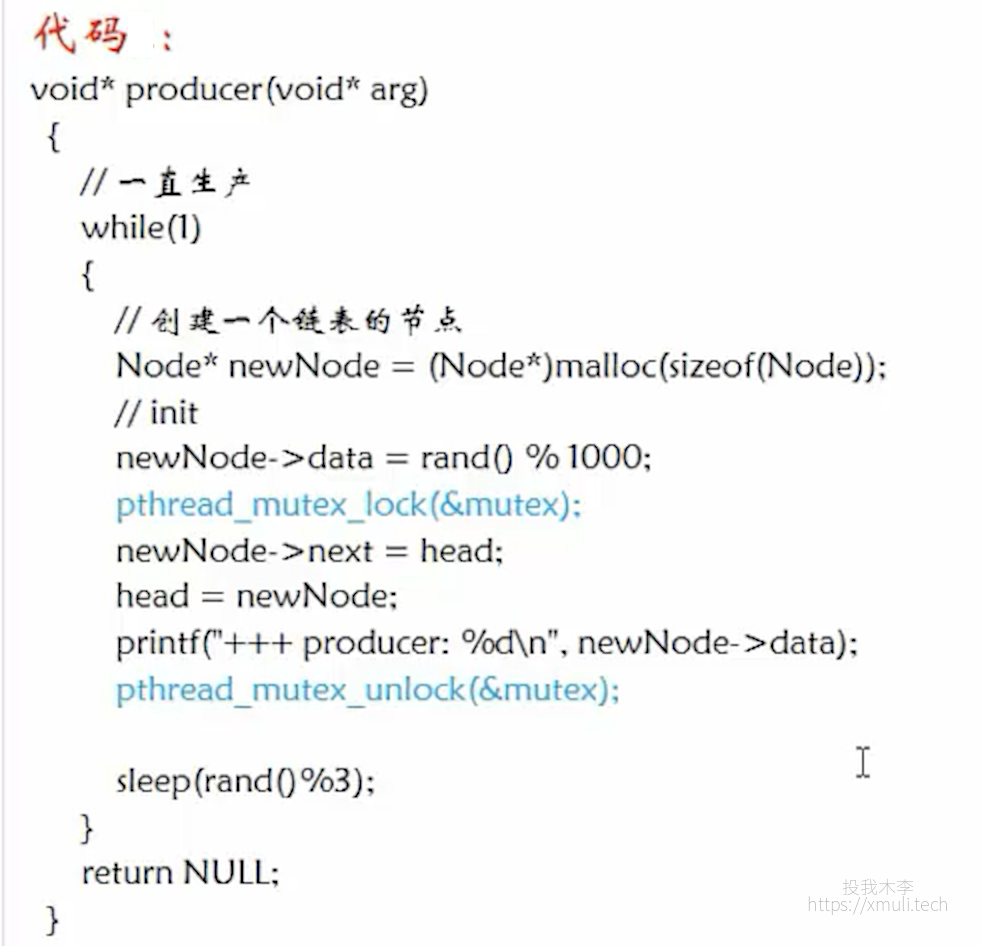 代码：
void* producer(void* arg)
{
// 一直生产
while(1)
{
// 创建一个链表的节点
Node* newNode = (Node*)malloc(sizeof(Node));
// init
newNode->data = rand() % 1000;
pthread_mutex_lock(&mutex);
newNode->next = head;
head = newNode;
printf("+++ producer: %d\n", newNode->data);
pthread_mutex_unlock(&mutex);
sleep(rand()%3);
}
return NULL;
}
投我木李
https://xmuli.tech